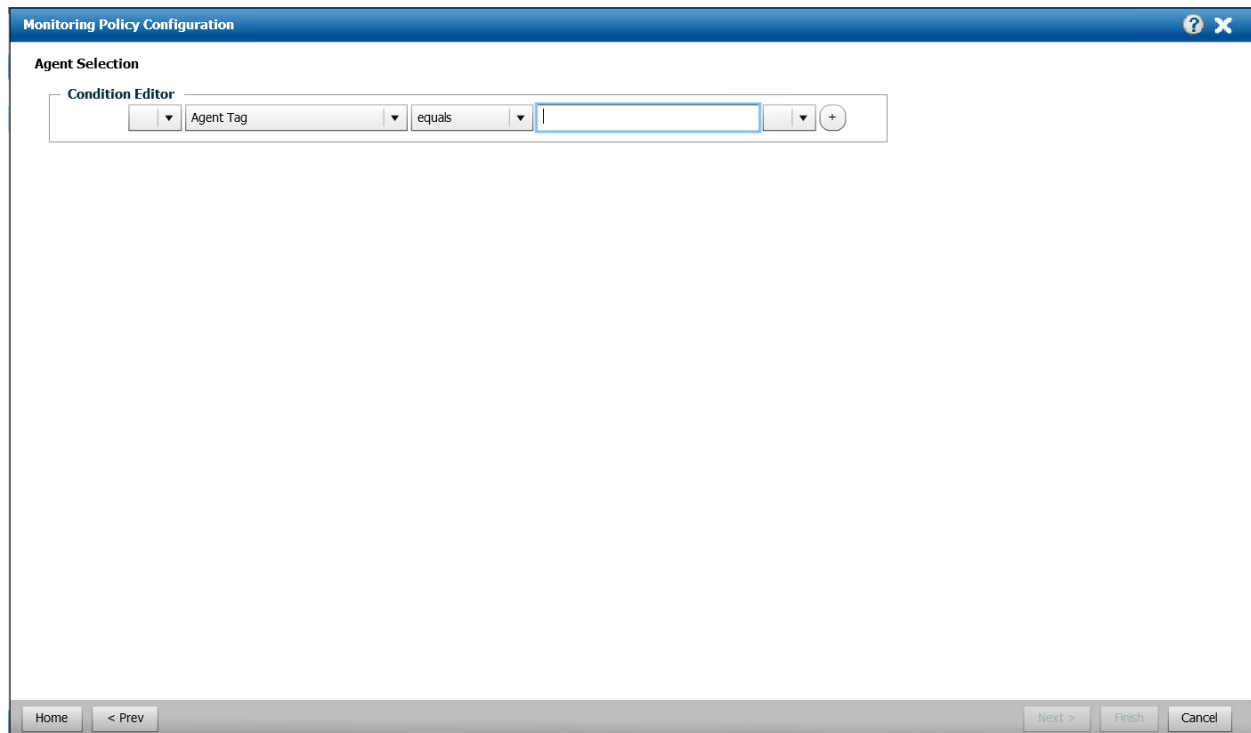 Monitoring Policy Configuration ?
Agent Selection
Condition Editor
Agent Tag equals +
Home < Prev Next > Finish Cancel